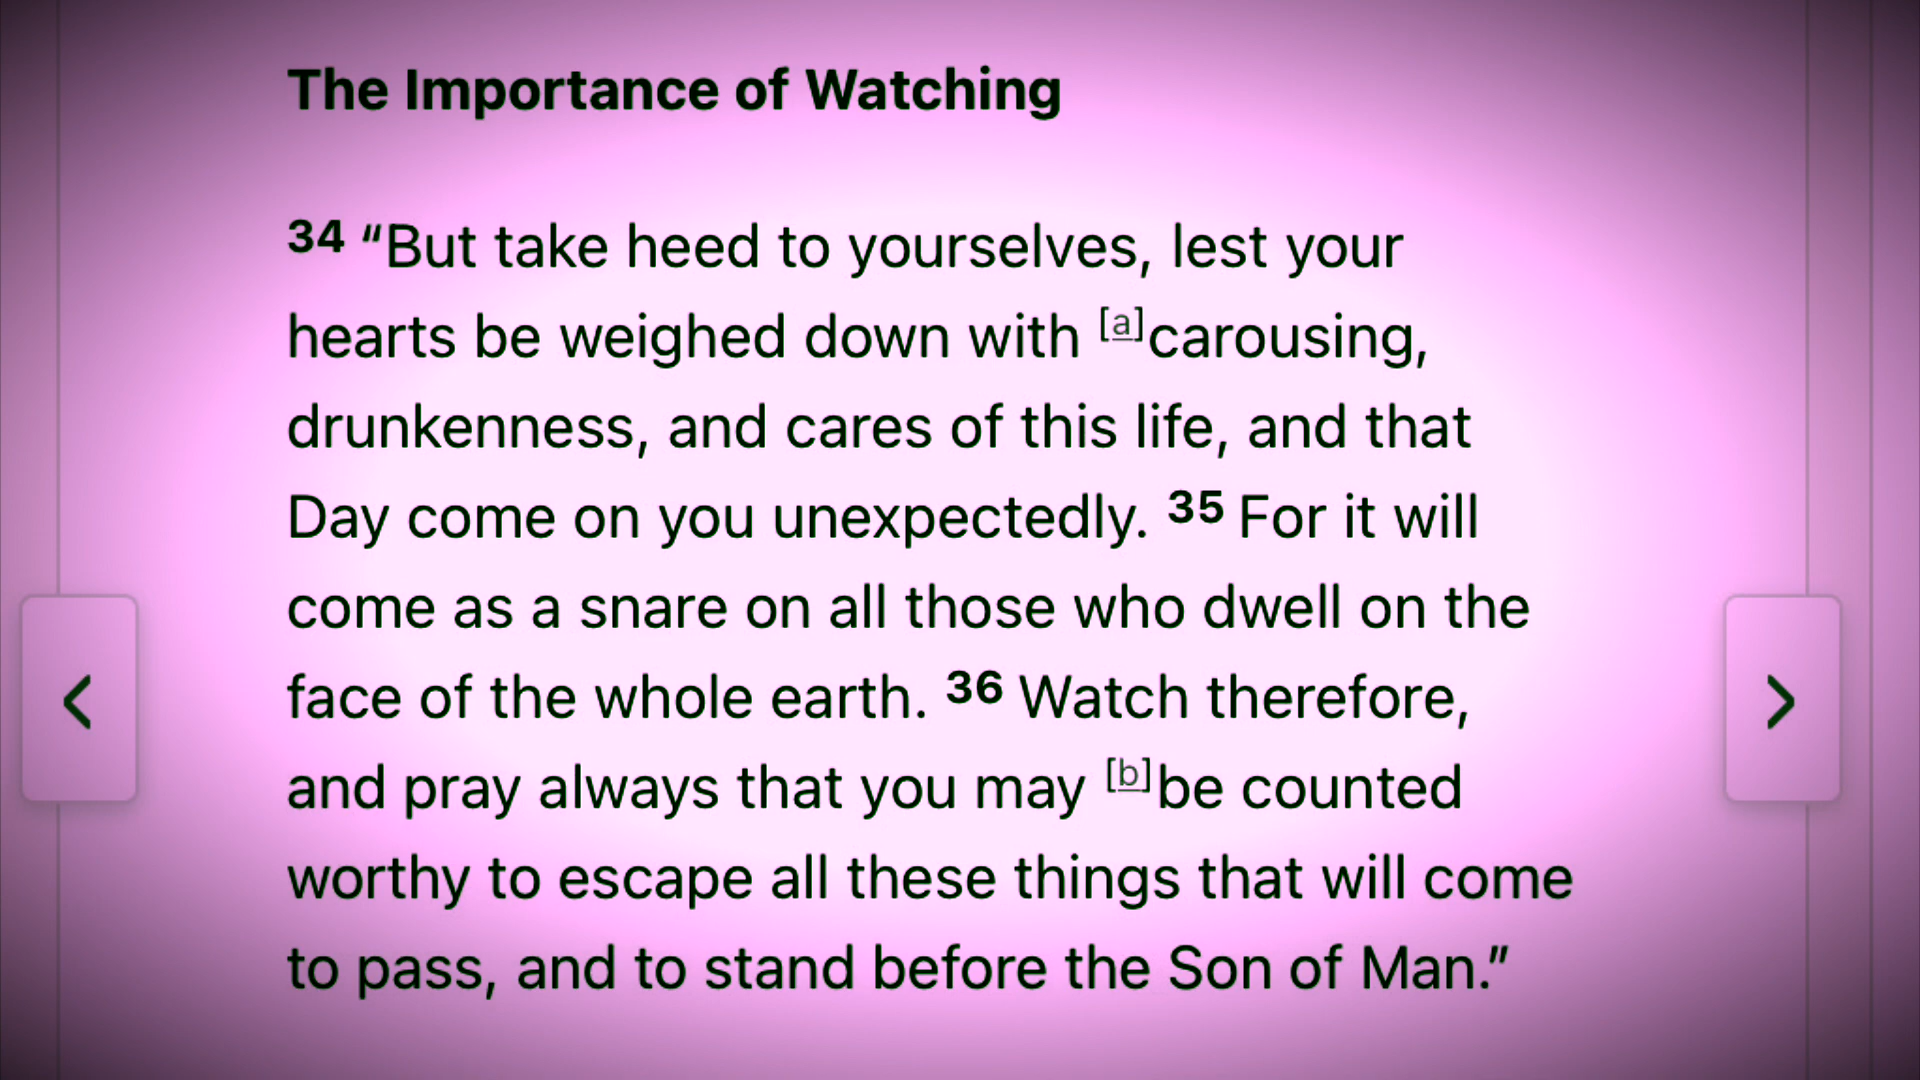 The Importance of Watching
34 “But take heed to yourselves, lest your
hearts be weighed down with [a]carousing,
drunkenness, and cares of this life, and that
Day come on you unexpectedly. 35 For it will
come as a snare on all those who dwell on the
face of the whole earth. 36 Watch therefore,
and pray always that you may [b]be counted
worthy to escape all these things that will come
to pass, and to stand before the Son of Man.”